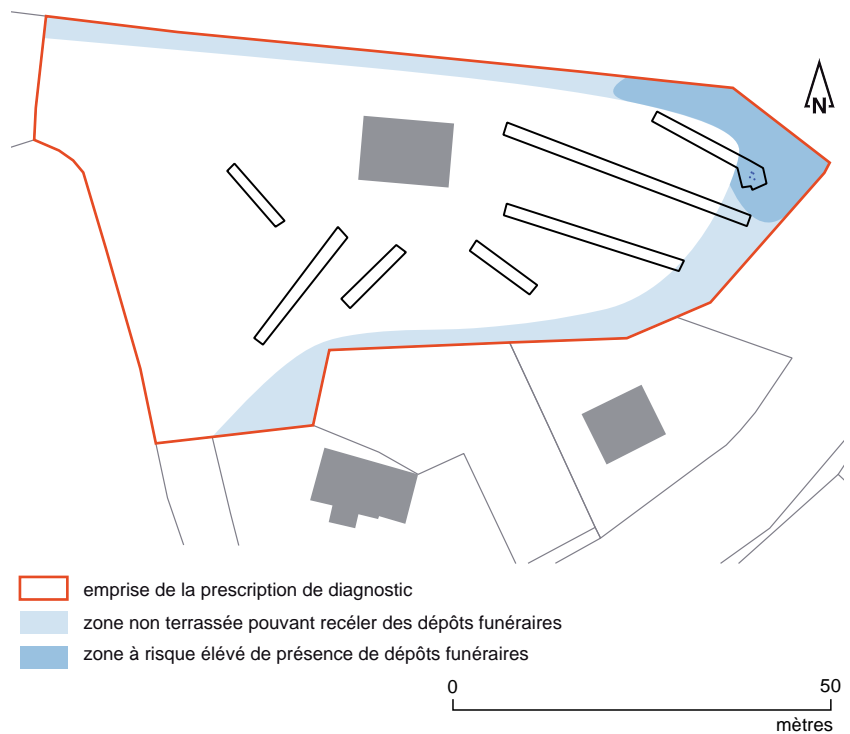 N
emprise de la prescription de diagnostic
zone non terrassée pouvant recéler des dépôts funéraires
zone à risque élévé de présence de dépôts funéraires
0 50
mètres